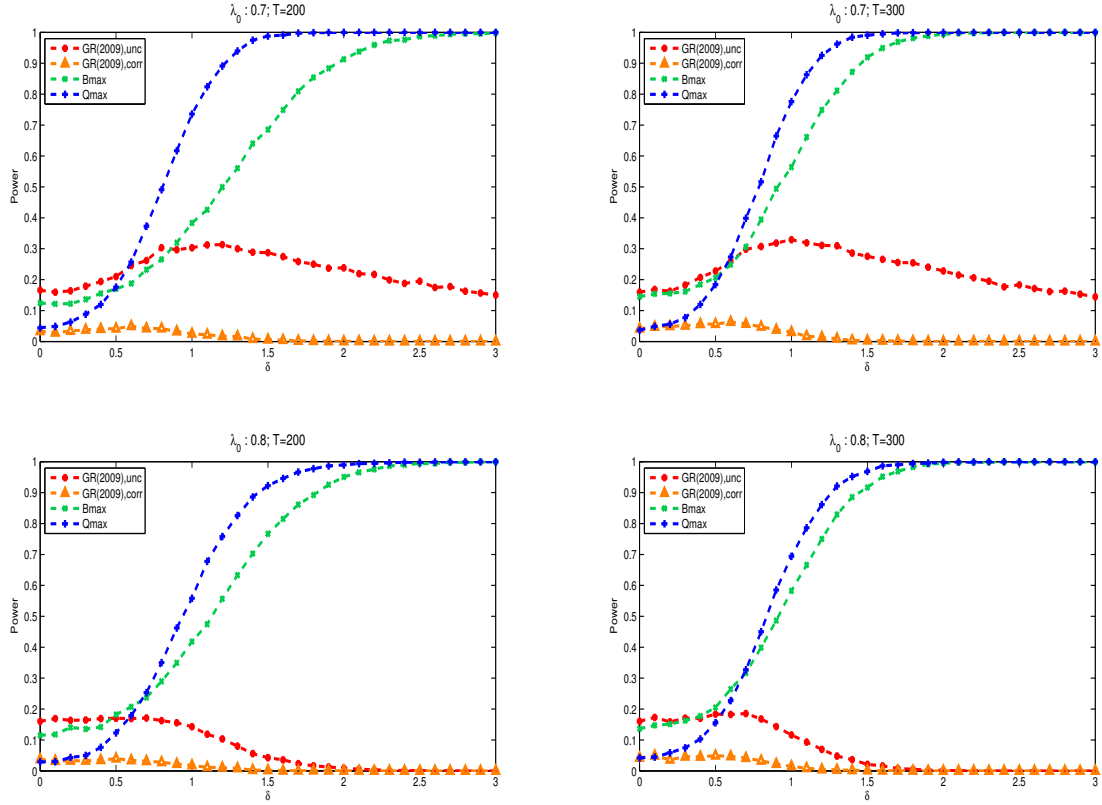 λ0 : 0.7; T=200
1
0.9
0.8
0.7
0.6
0.5
0.4
0.3
0.2
0.1
0
Power
GR(2009),unc
GR(2009),corr
Bmax
Qmax
0 0.5 1 1.5 2 2.5 3
δ
λ0 : 0.7; T=300
1
0.9
0.8
0.7
0.6
0.5
0.4
0.3
0.2
0.1
0
Power
GR(2009),unc
GR(2009),corr
Bmax
Qmax
0 0.5 1 1.5 2 2.5 3
δ
λ0 : 0.8; T=200
1
0.9
0.8
0.7
0.6
0.5
0.4
0.3
0.2
0.1
0
Power
GR(2009),unc
GR(2009),corr
Bmax
Qmax
0 0.5 1 1.5 2 2.5 3
δ
λ0 : 0.8; T=300
1
0.9
0.8
0.7
0.6
0.5
0.4
0.3
0.2
0.1
0
Power
GR(2009),unc
GR(2009),corr
Bmax
Qmax
0 0.5 1 1.5 2 2.5 3
δ